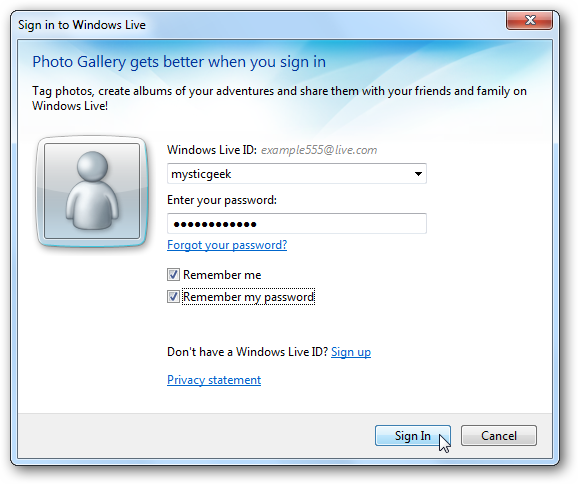 Sign in to Windows Live
Photo Gallery gets better when you sign in
Tag photos, create albums of your adventures and share them with your friends and family on
Windows Live!
Windows Live ID: example555@live.com
mysticgeek
Enter your password:
••••••••••••
Forgot your password?
Remember me
Remember my password
Don't have a Windows Live ID? Sign up
Privacy statement
Sign In
Cancel